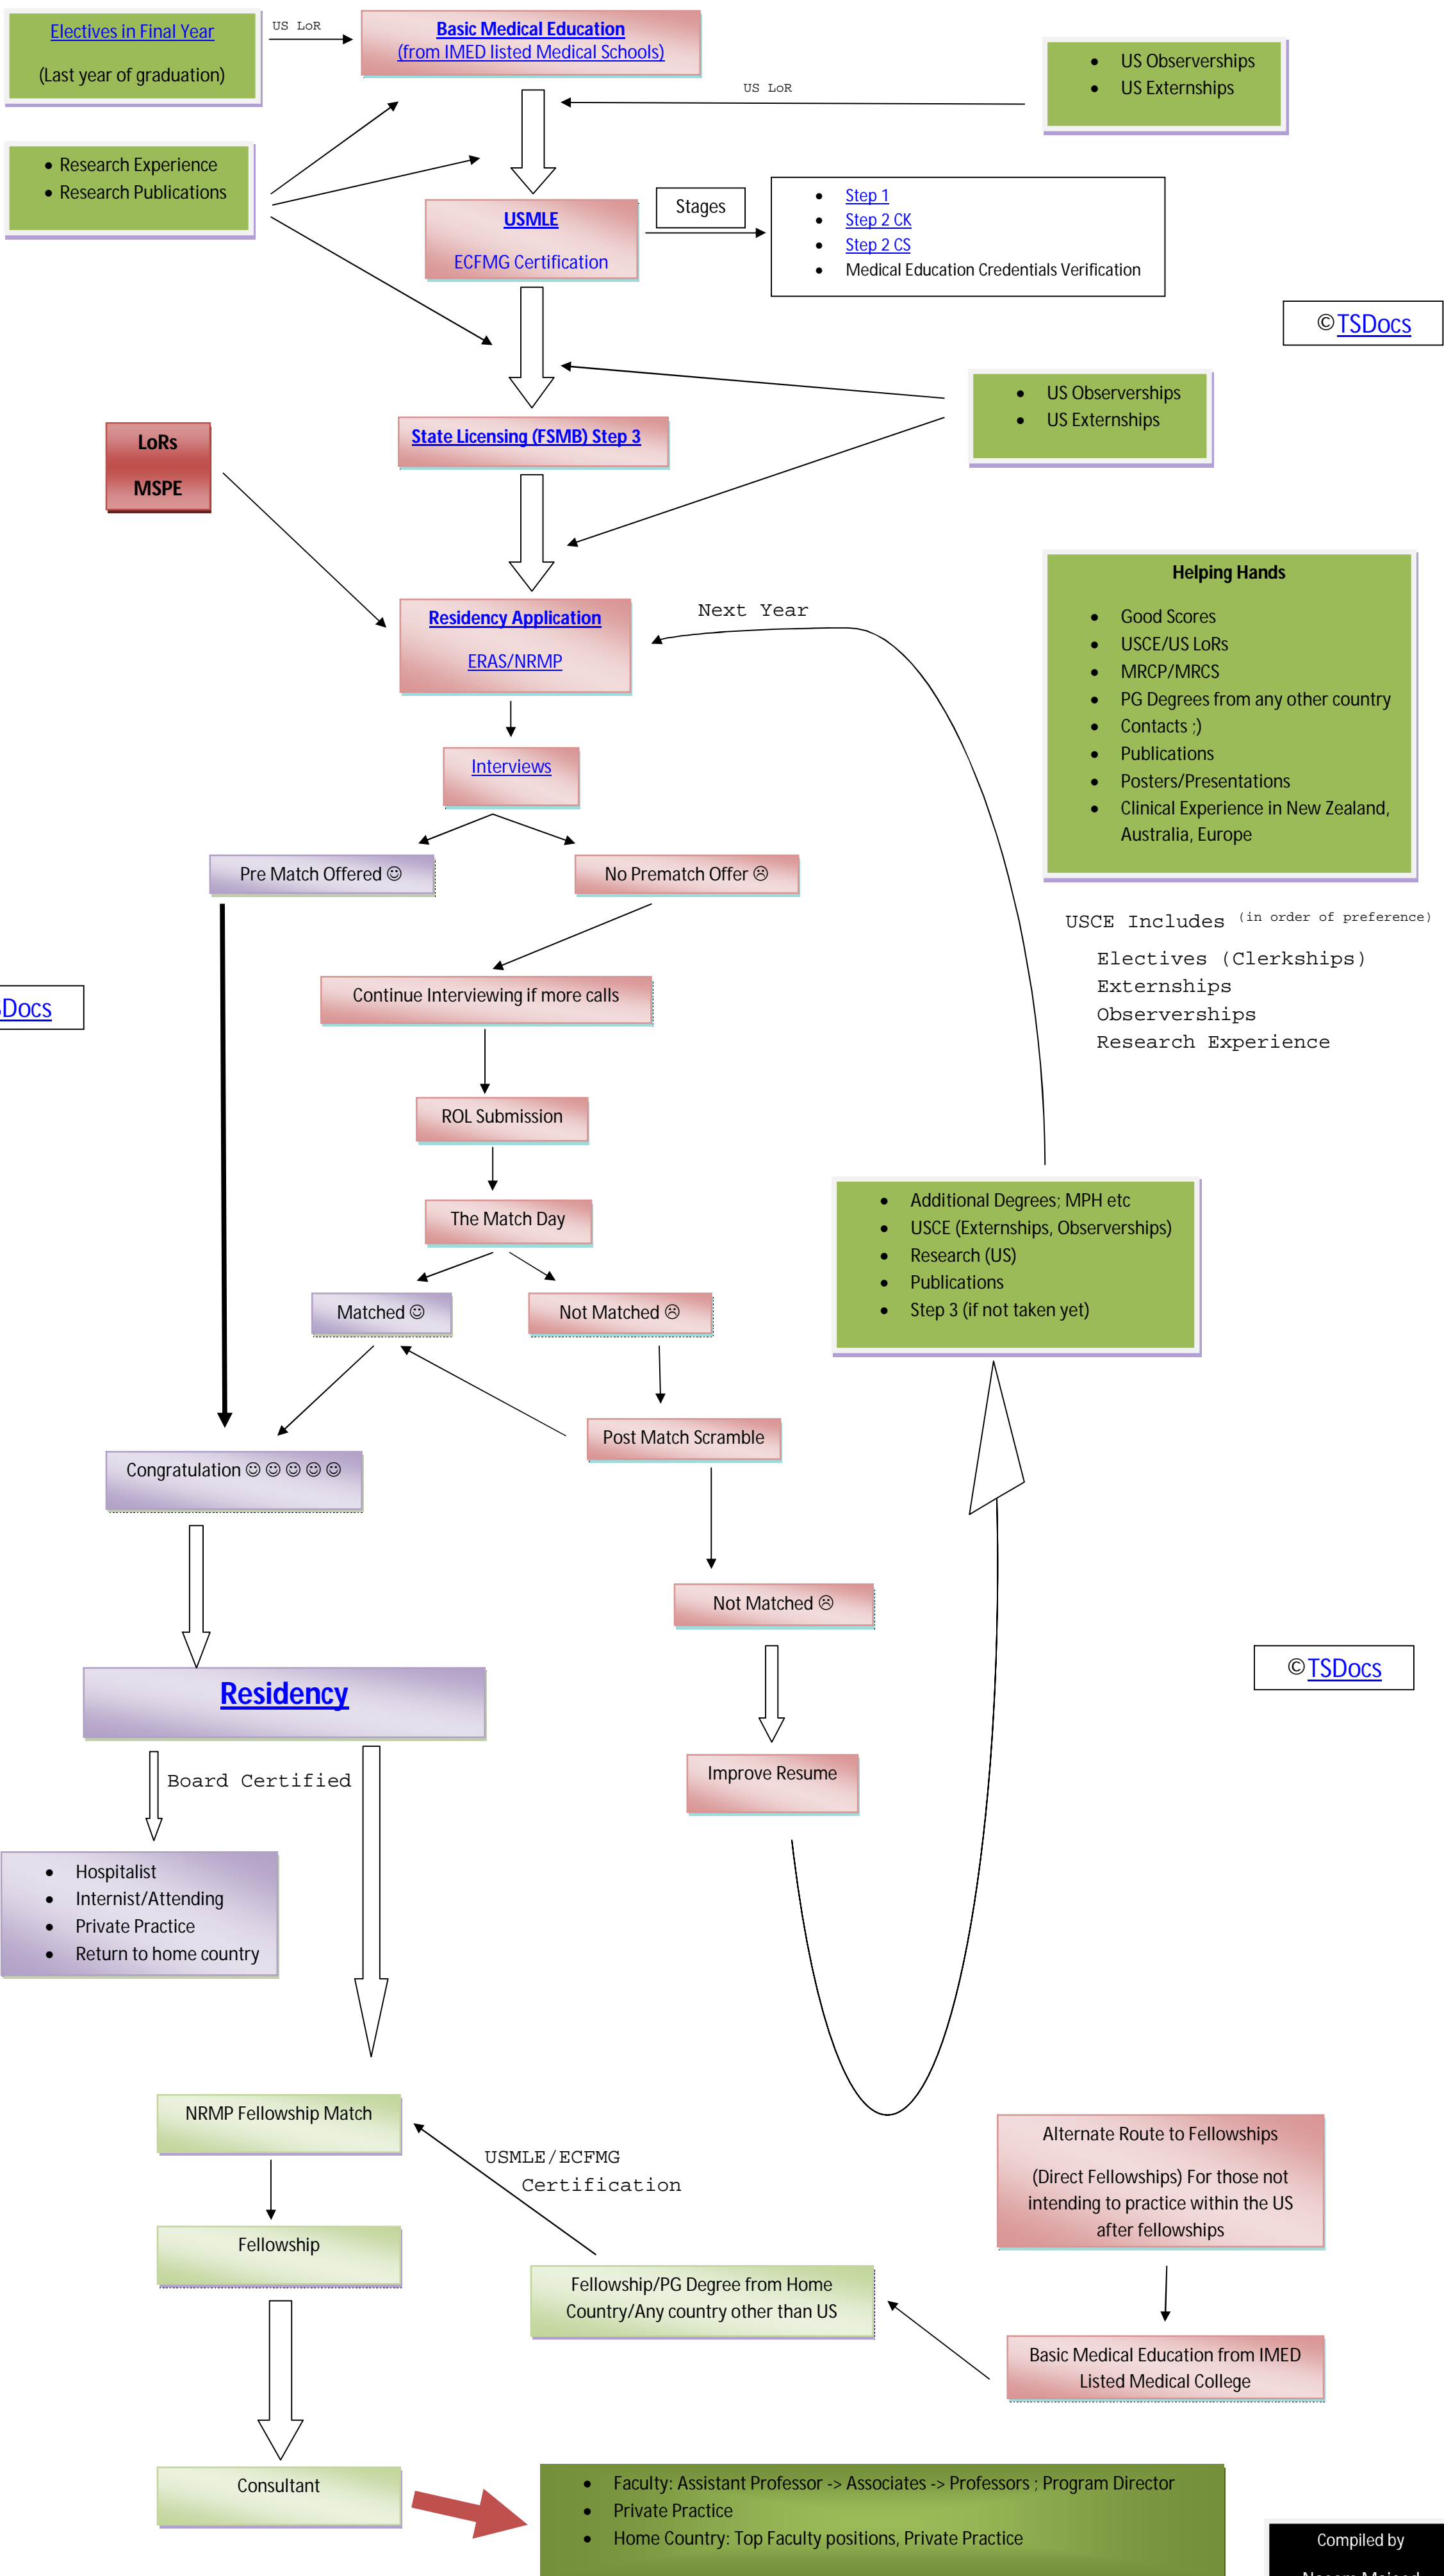 Electives in Final Year
(Last year of graduation)
US LoR
Basic Medical Education
(from IMED listed Medical Schools)
US LoR
• US Observerships
• US Externships
• Research Experience
• Research Publications
USMLE
ECFMG Certification
Stages
• Step 1
• Step 2 CK
• Step 2 CS
• Medical Education Credentials Verification
©TSDocs
• US Observerships
• US Externships
LoRs
MSPE
State Licensing (FSMB) Step 3
Residency Application
ERAS/NRMP
Next Year
Helping Hands
• Good Scores
• USCE/US LoRs
• MRCP/MRCS
• PG Degrees from any other country
• Contacts ;)
• Publications
• Posters/Presentations
• Clinical Experience in New Zealand,
Australia, Europe
Interviews
Pre Match Offered ☺
No Prematch Offer ☹
USCE Includes (in order of preference)
Electives (Clerkships)
Externships
Observerships
Research Experience
Continue Interviewing if more calls
SDocs
ROL Submission
The Match Day
• Additional Degrees; MPH etc
• USCE (Externships, Observerships)
• Research (US)
• Publications
• Step 3 (if not taken yet)
Matched ☺
Not Matched ☹
Post Match Scramble
Congratulation ☺ ☺ ☺ ☺ ☺
Not Matched ☹
Residency
©TSDocs
Board Certified
Improve Resume
• Hospitalist
• Internist/Attending
• Private Practice
• Return to home country
NRMP Fellowship Match
USMLE/ECFMG
Certification
Alternate Route to Fellowships
(Direct Fellowships) For those not
intending to practice within the US
after fellowships
Fellowship
Fellowship/PG Degree from Home
Country/Any country other than US
Basic Medical Education from IMED
Listed Medical College
Consultant
• Faculty: Assistant Professor -> Associates -> Professors ; Program Director
• Private Practice
• Home Country: Top Faculty positions, Private Practice
Compiled by